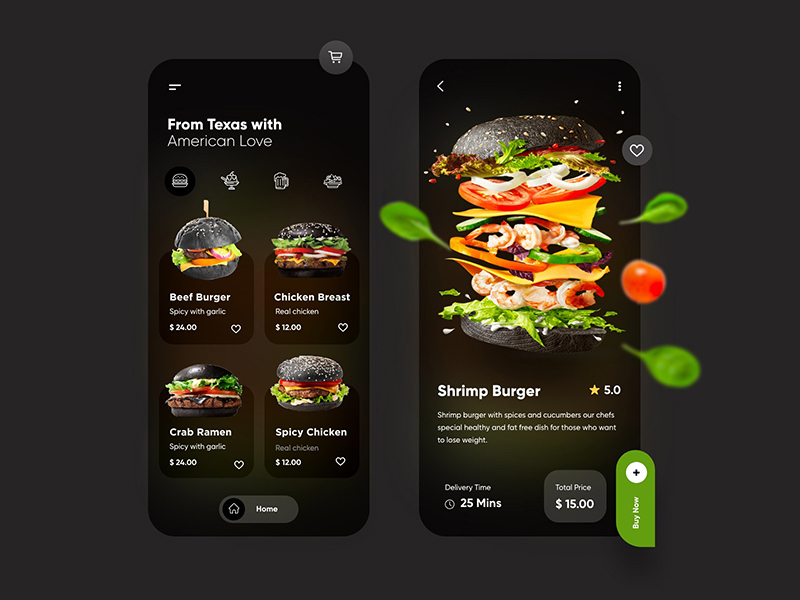 From Texas with
American Love
Beef Burger
Spicy with garlic
$ 24.00
Chicken Breast
Real chicken
$ 12.00
Crab Ramen
Spicy with garlic
$ 24.00
Spicy Chicken
Real chicken
$ 12.00
Home
Shrimp Burger
5.0
Shrimp burger with spices and cucumbers our chefs
special healthy and fat free dish for those who want
to lose weight.
Delivery Time
25 Mins
Total Price
$ 15.00
Buy Now